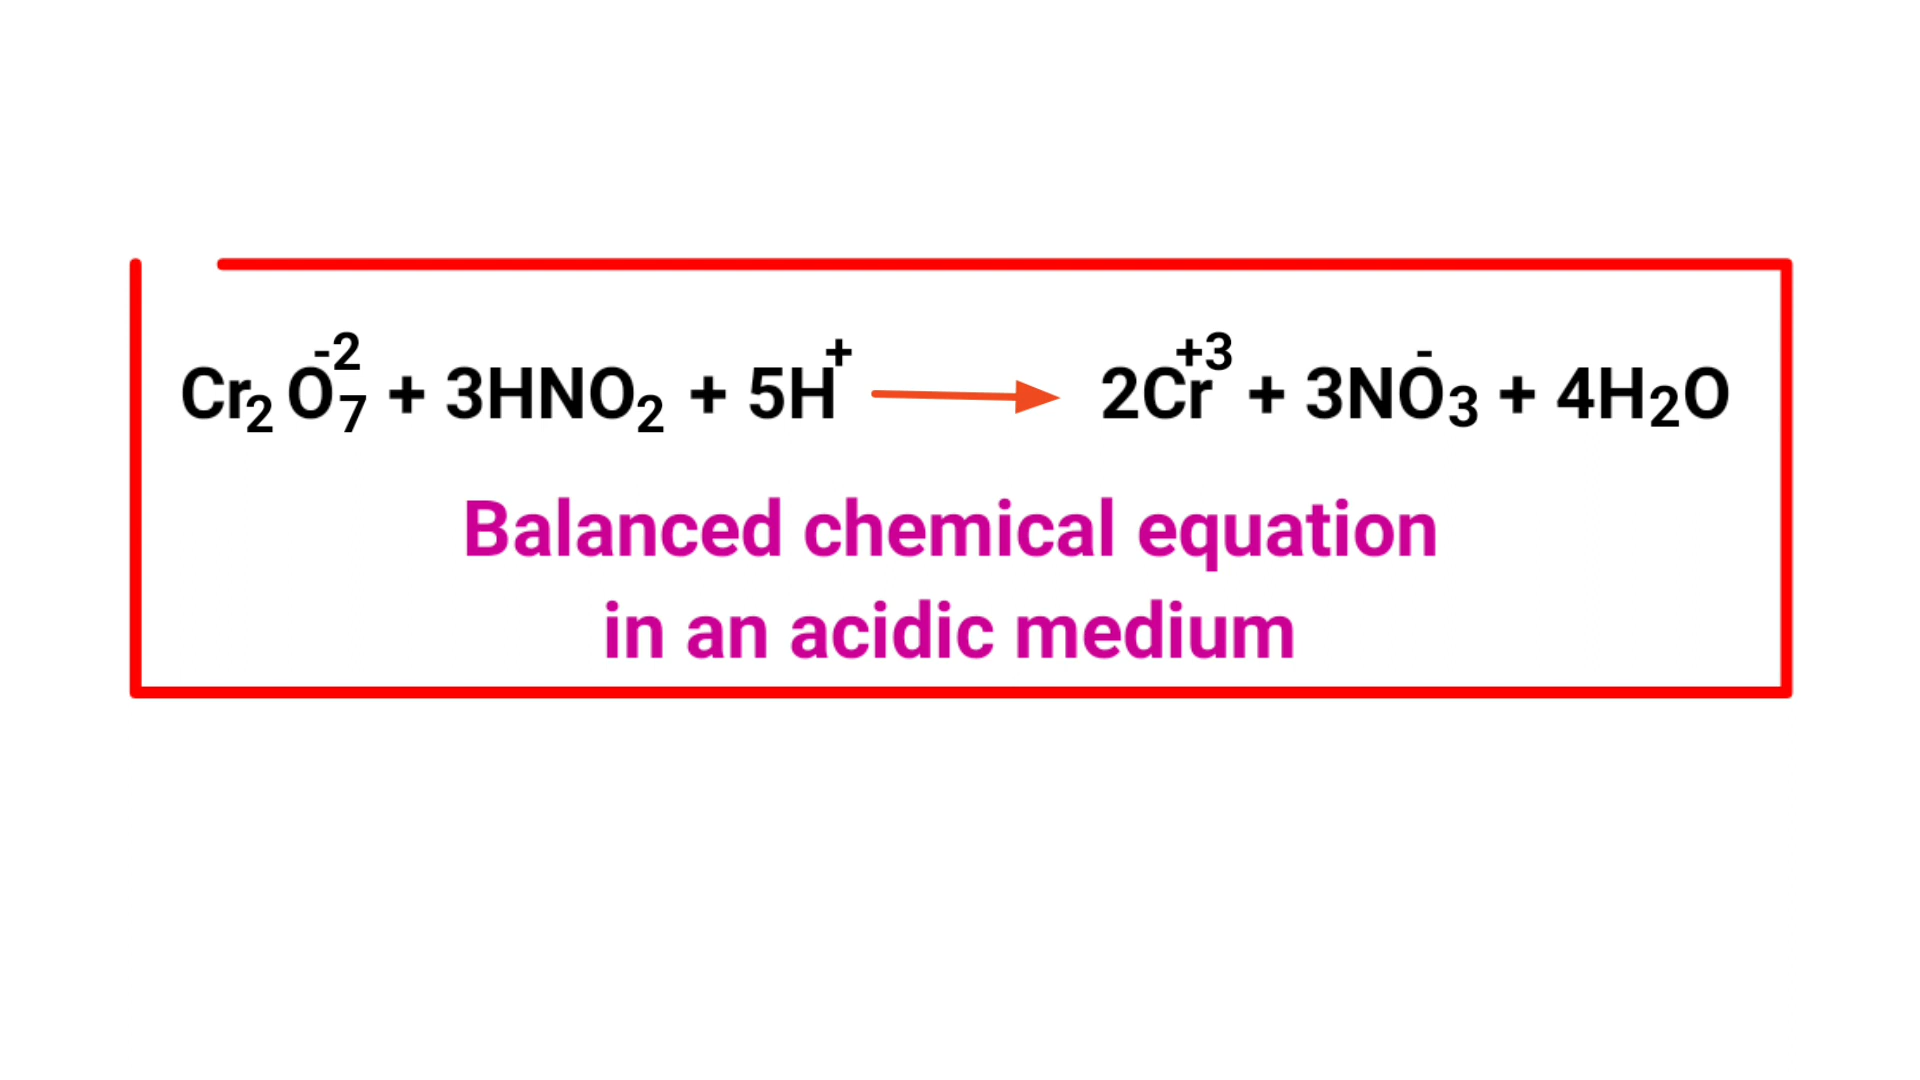 Cr₂O₇⁻² + 3HNO₂ + 5H⁺ → 2Cr⁺³ + 3NO₃⁻ + 4H₂O
Balanced chemical equation
in an acidic medium